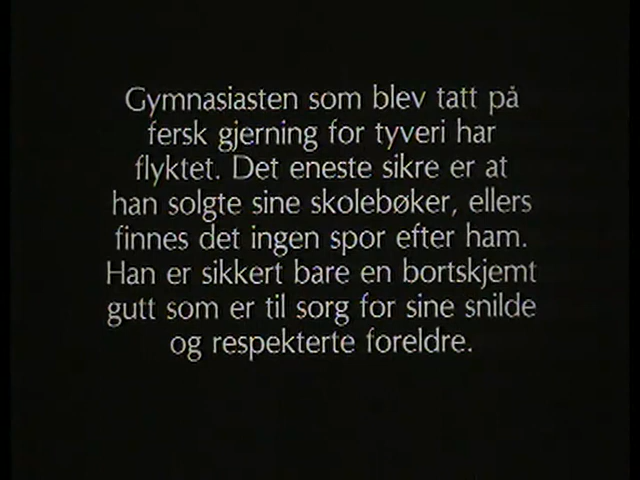 Gymnasiasten som blev tatt på
fersk gjerning for tyveri har
flyktet. Det eneste sikre er at
han solgte sine skolebøker, ellers
finnes det ingen spor efter ham.
Han er sikkert bare en bortskjemt
gutt som er til sorg for sine snilde
og respekterte foreldre.